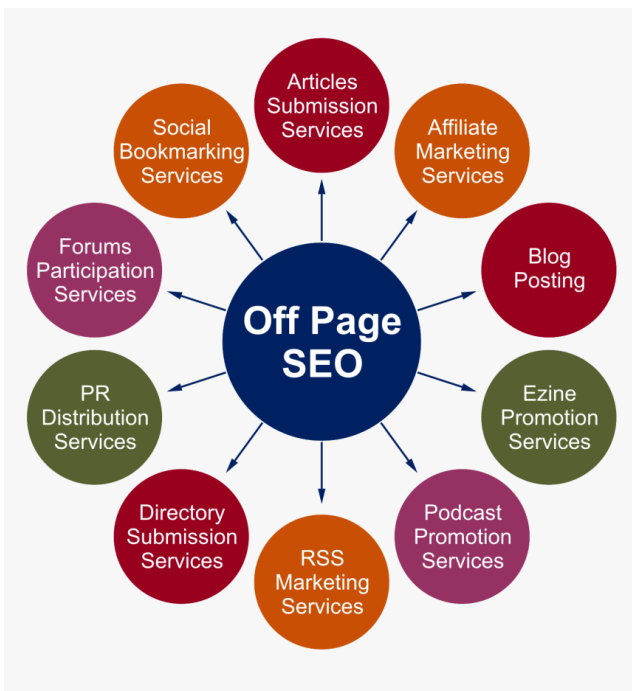 Articles
Submission
Services
Affiliate
Marketing
Services
Blog
Posting
Ezine
Promotion
Services
Podcast
Promotion
Services
RSS
Marketing
Services
Directory
Submission
Services
PR
Distribution
Services
Forums
Participation
Services
Social
Bookmarking
Services
Off Page
SEO